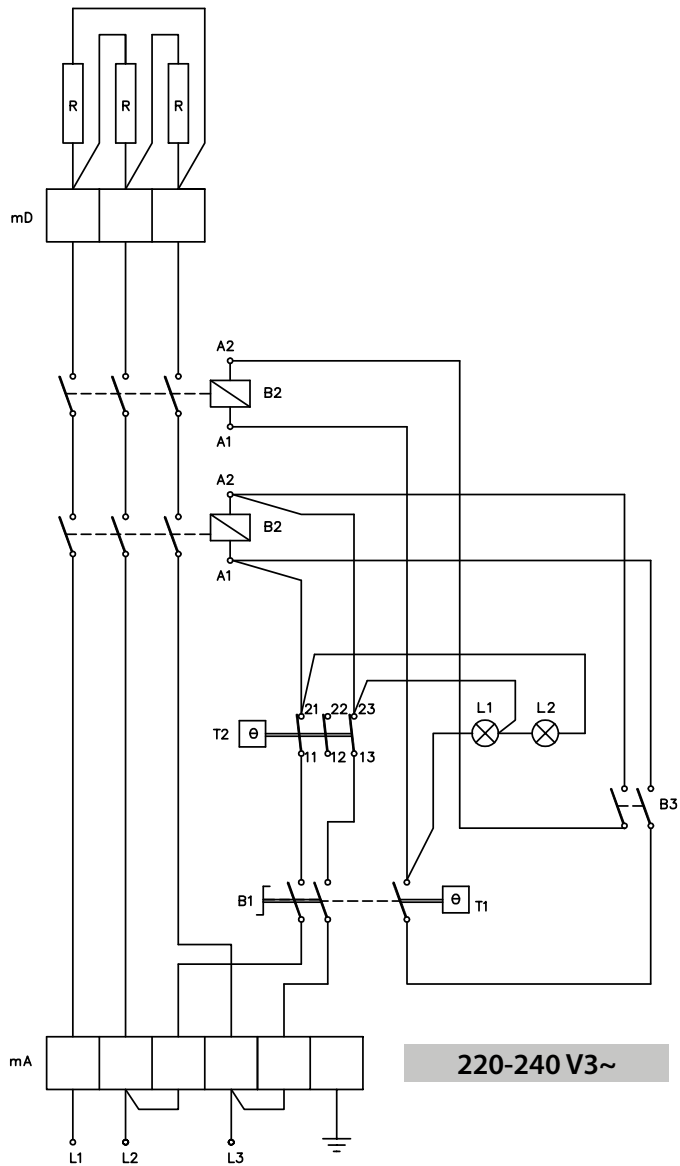 R R R
mD
A2
B2
A1
A2
B2
A1
21 22 23
L1 L2
T2 θ
11 12 13
B3
B1 θ T1
mA
220-240 V3~
L1 L2 L3